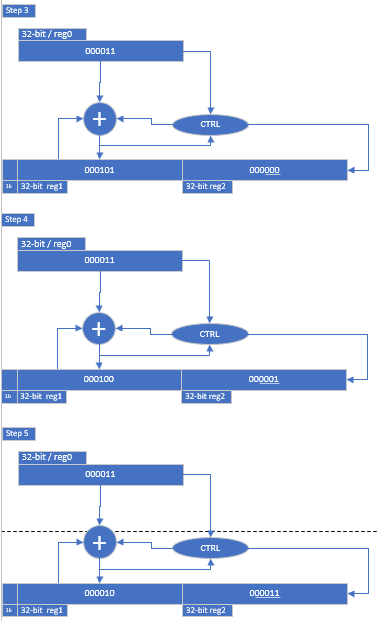 Step 3
32-bit / reg0
000011
+
CTRL
000101 000000
1b 32-bit reg1 32-bit reg2
Step 4
32-bit / reg0
000011
+
CTRL
000100 000001
1b 32-bit reg1 32-bit reg2
Step 5
32-bit / reg0
000011
+
CTRL
000010 000011
1b 32-bit reg1 32-bit reg2